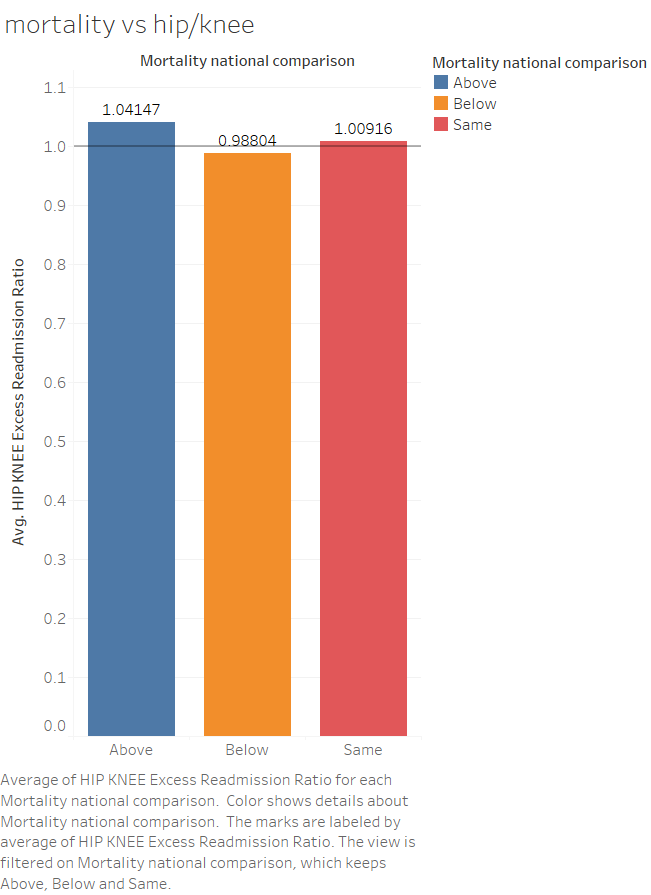 mortality vs hip/knee
Mortality national comparison
Mortality national comparison
Above
Below
Same
1.1
1.0
0.9
0.8
0.7
0.6
0.5
0.4
0.3
0.2
0.1
0.0
Avg. HIP KNEE Excess Readmission Ratio
1.04147
0.98804
1.00916
Above
Below
Same
Average of HIP KNEE Excess Readmission Ratio for each
Mortality national comparison.  Color shows details about
Mortality national comparison.  The marks are labeled by
average of HIP KNEE Excess Readmission Ratio. The view is
filtered on Mortality national comparison, which keeps
Above, Below and Same.